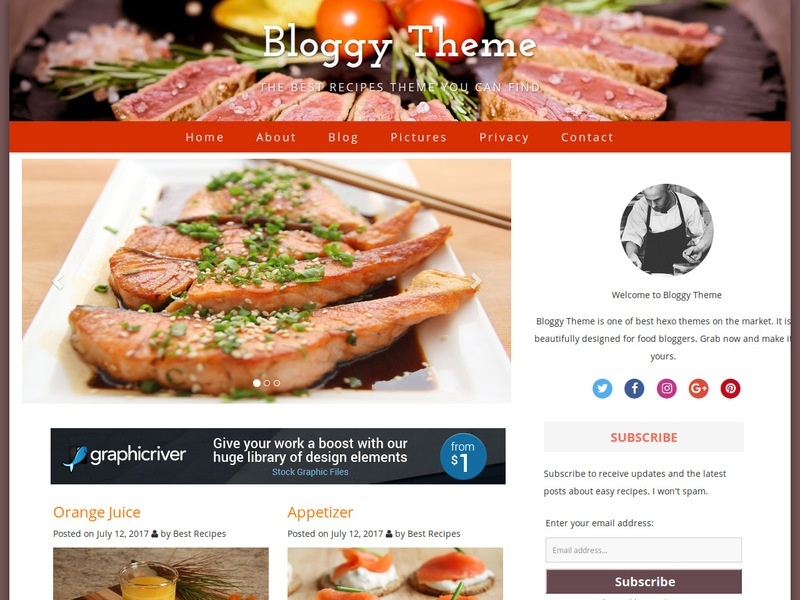 Bloggy Theme
THE BEST RECIPES THEME YOU CAN FIND
Home About Blog Pictures Privacy Contact
Welcome to Bloggy Theme
Bloggy Theme is one of best hexo themes on the market. It is
beautifully designed for food bloggers. Grab now and make it
yours.
graphicriver
Give your work a boost with our
huge library of design elements
Stock Graphic Files
from
$1
SUBSCRIBE
Subscribe to receive updates and the latest
posts about easy recipes. I won't spam.
Enter your email address:
Email address...
Subscribe
Orange Juice
Posted on July 12, 2017 by Best Recipes
Appetizer
Posted on July 12, 2017 by Best Recipes